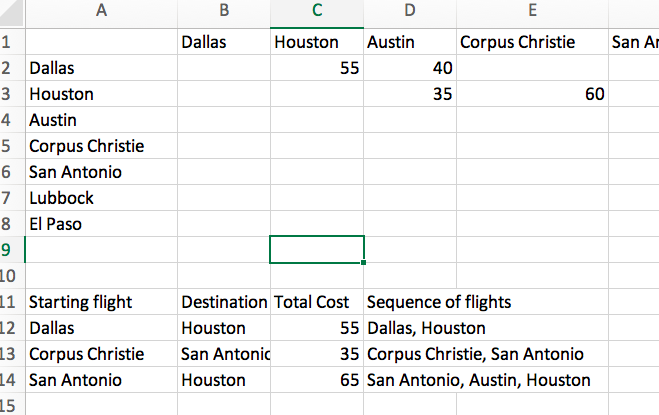 A B C D E
1 Dallas Houston Austin Corpus Christie San
2 Dallas 55 40
3 Houston 35 60
4 Austin
5 Corpus Christie
6 San Antonio
7 Lubbock
8 El Paso
9
10
11 Starting flight Destination Total Cost Sequence of flights
12 Dallas Houston 55 Dallas, Houston
13 Corpus Christie San Antonio 35 Corpus Christie, San Antonio
14 San Antonio Houston 65 San Antonio, Austin, Houston
15